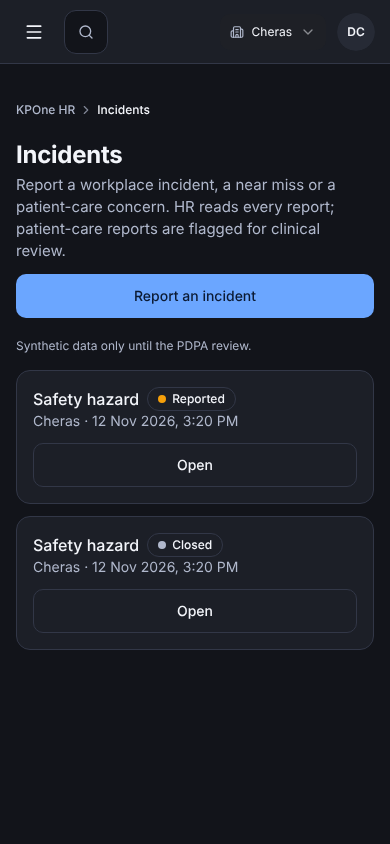 Cheras
DC
KPOne HR > Incidents
Incidents
Report a workplace incident, a near miss or a
patient-care concern. HR reads every report;
patient-care reports are flagged for clinical
review.
Report an incident
Synthetic data only until the PDPA review.
Safety hazard Reported
Cheras · 12 Nov 2026, 3:20 PM
Open
Safety hazard Closed
Cheras · 12 Nov 2026, 3:20 PM
Open